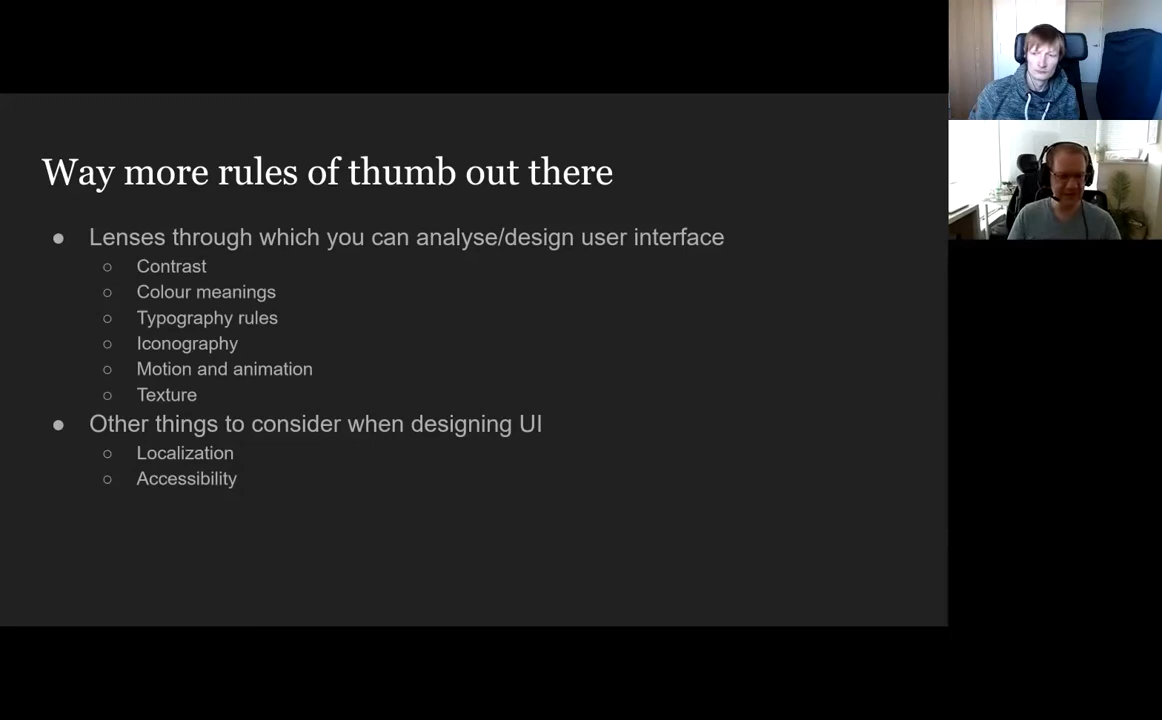 Way more rules of thumb out there
● Lenses through which you can analyse/design user interface
○ Contrast
○ Colour meanings
○ Typography rules
○ Iconography
○ Motion and animation
○ Texture
● Other things to consider when designing UI
○ Localization
○ Accessibility